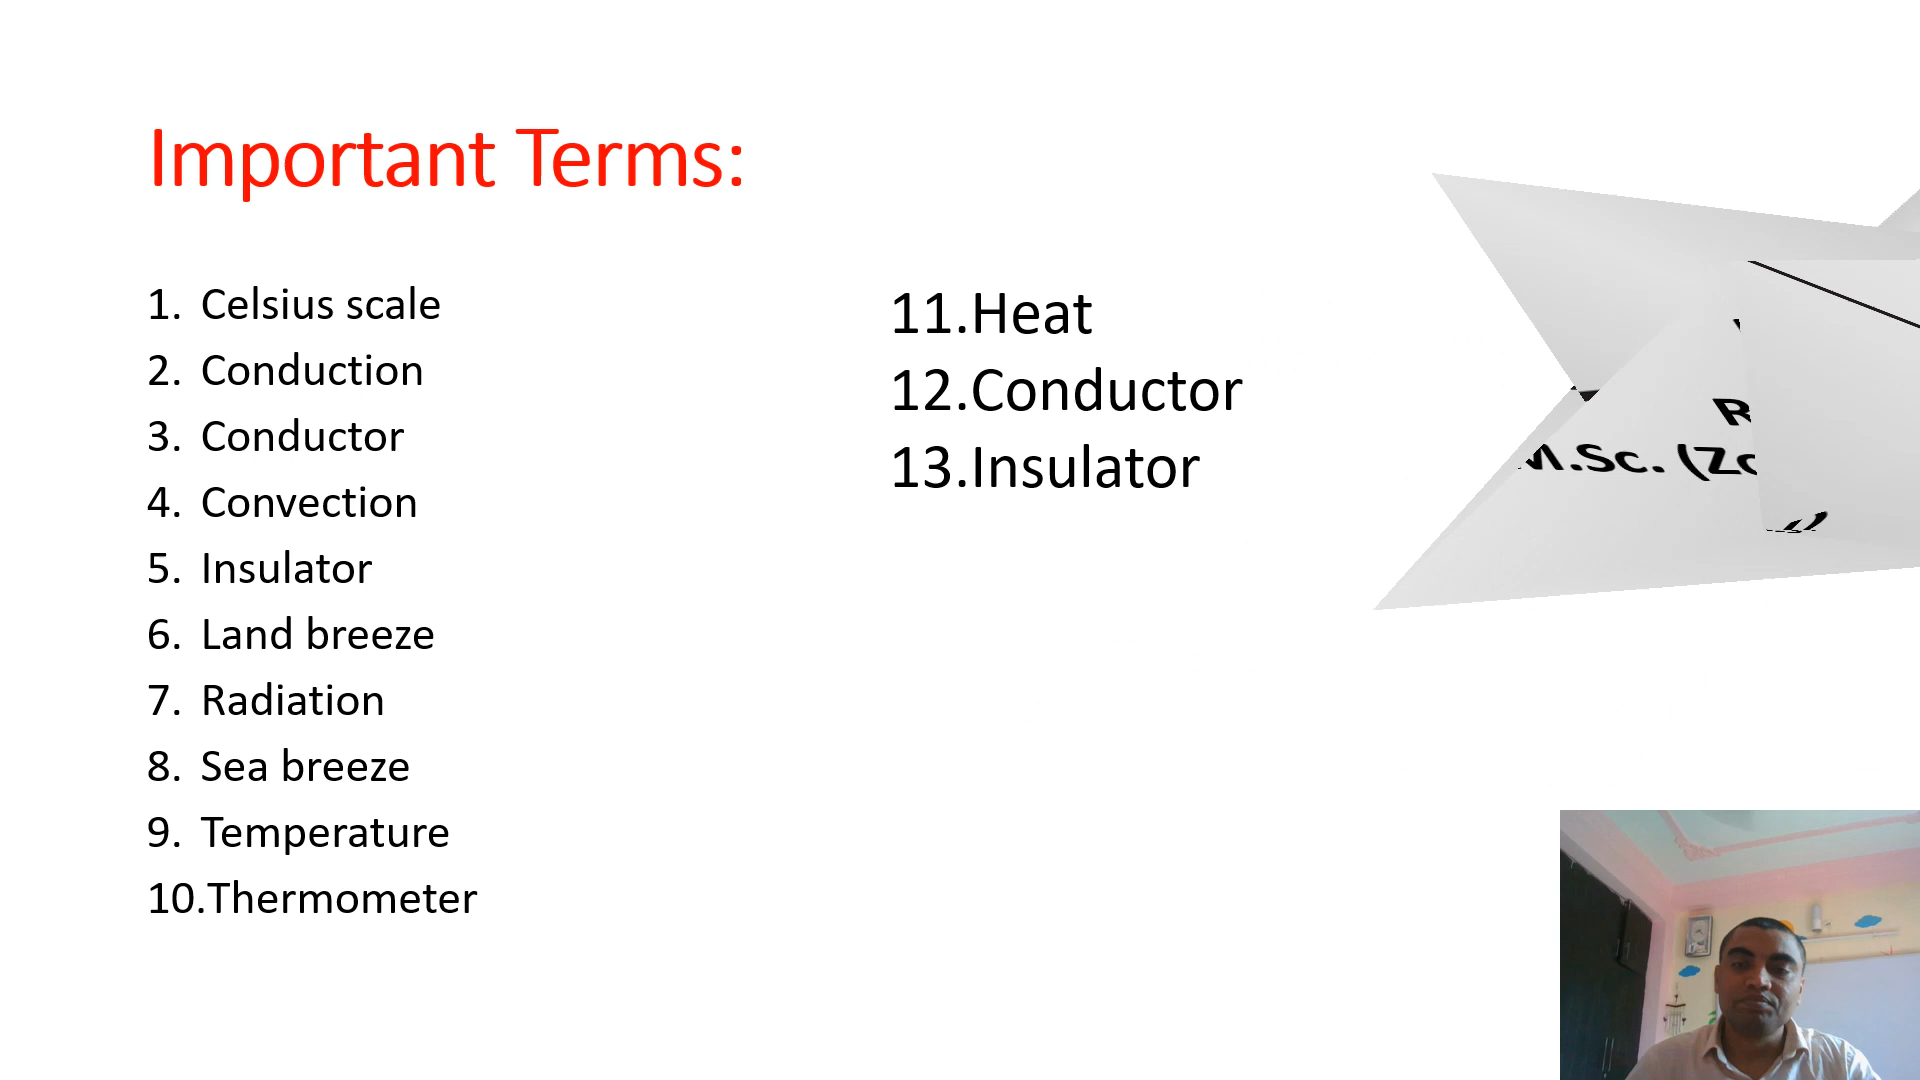 Important Terms:
1. Celsius scale
2. Conduction
3. Conductor
4. Convection
5. Insulator
6. Land breeze
7. Radiation
8. Sea breeze
9. Temperature
10.Thermometer
11.Heat
12.Conductor
13.Insulator
M.Sc.